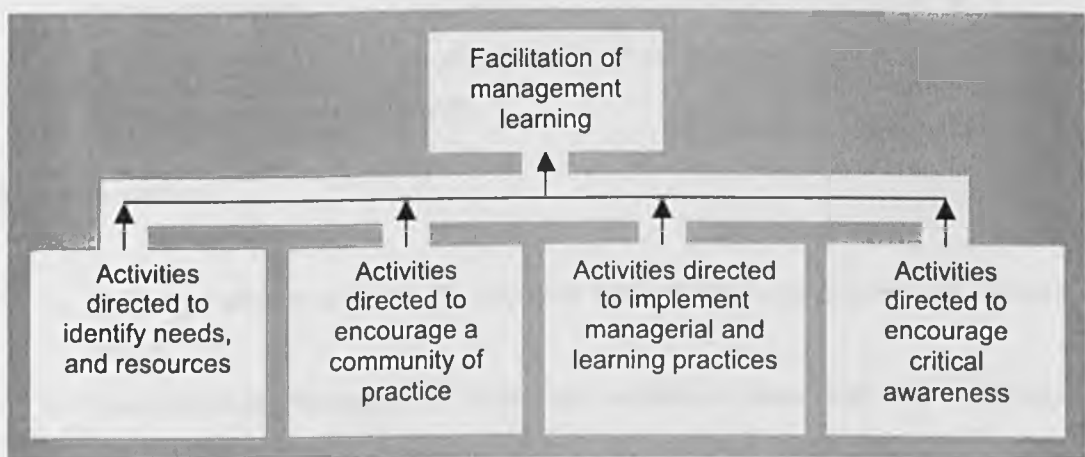 Facilitation of
management
learning
Activities
directed to
identify needs,
and resources
Activities
directed to
encourage a
community of
practice
Activities directed
to implement
managerial and
learning practices
Activities
directed to
encourage
critical
awareness